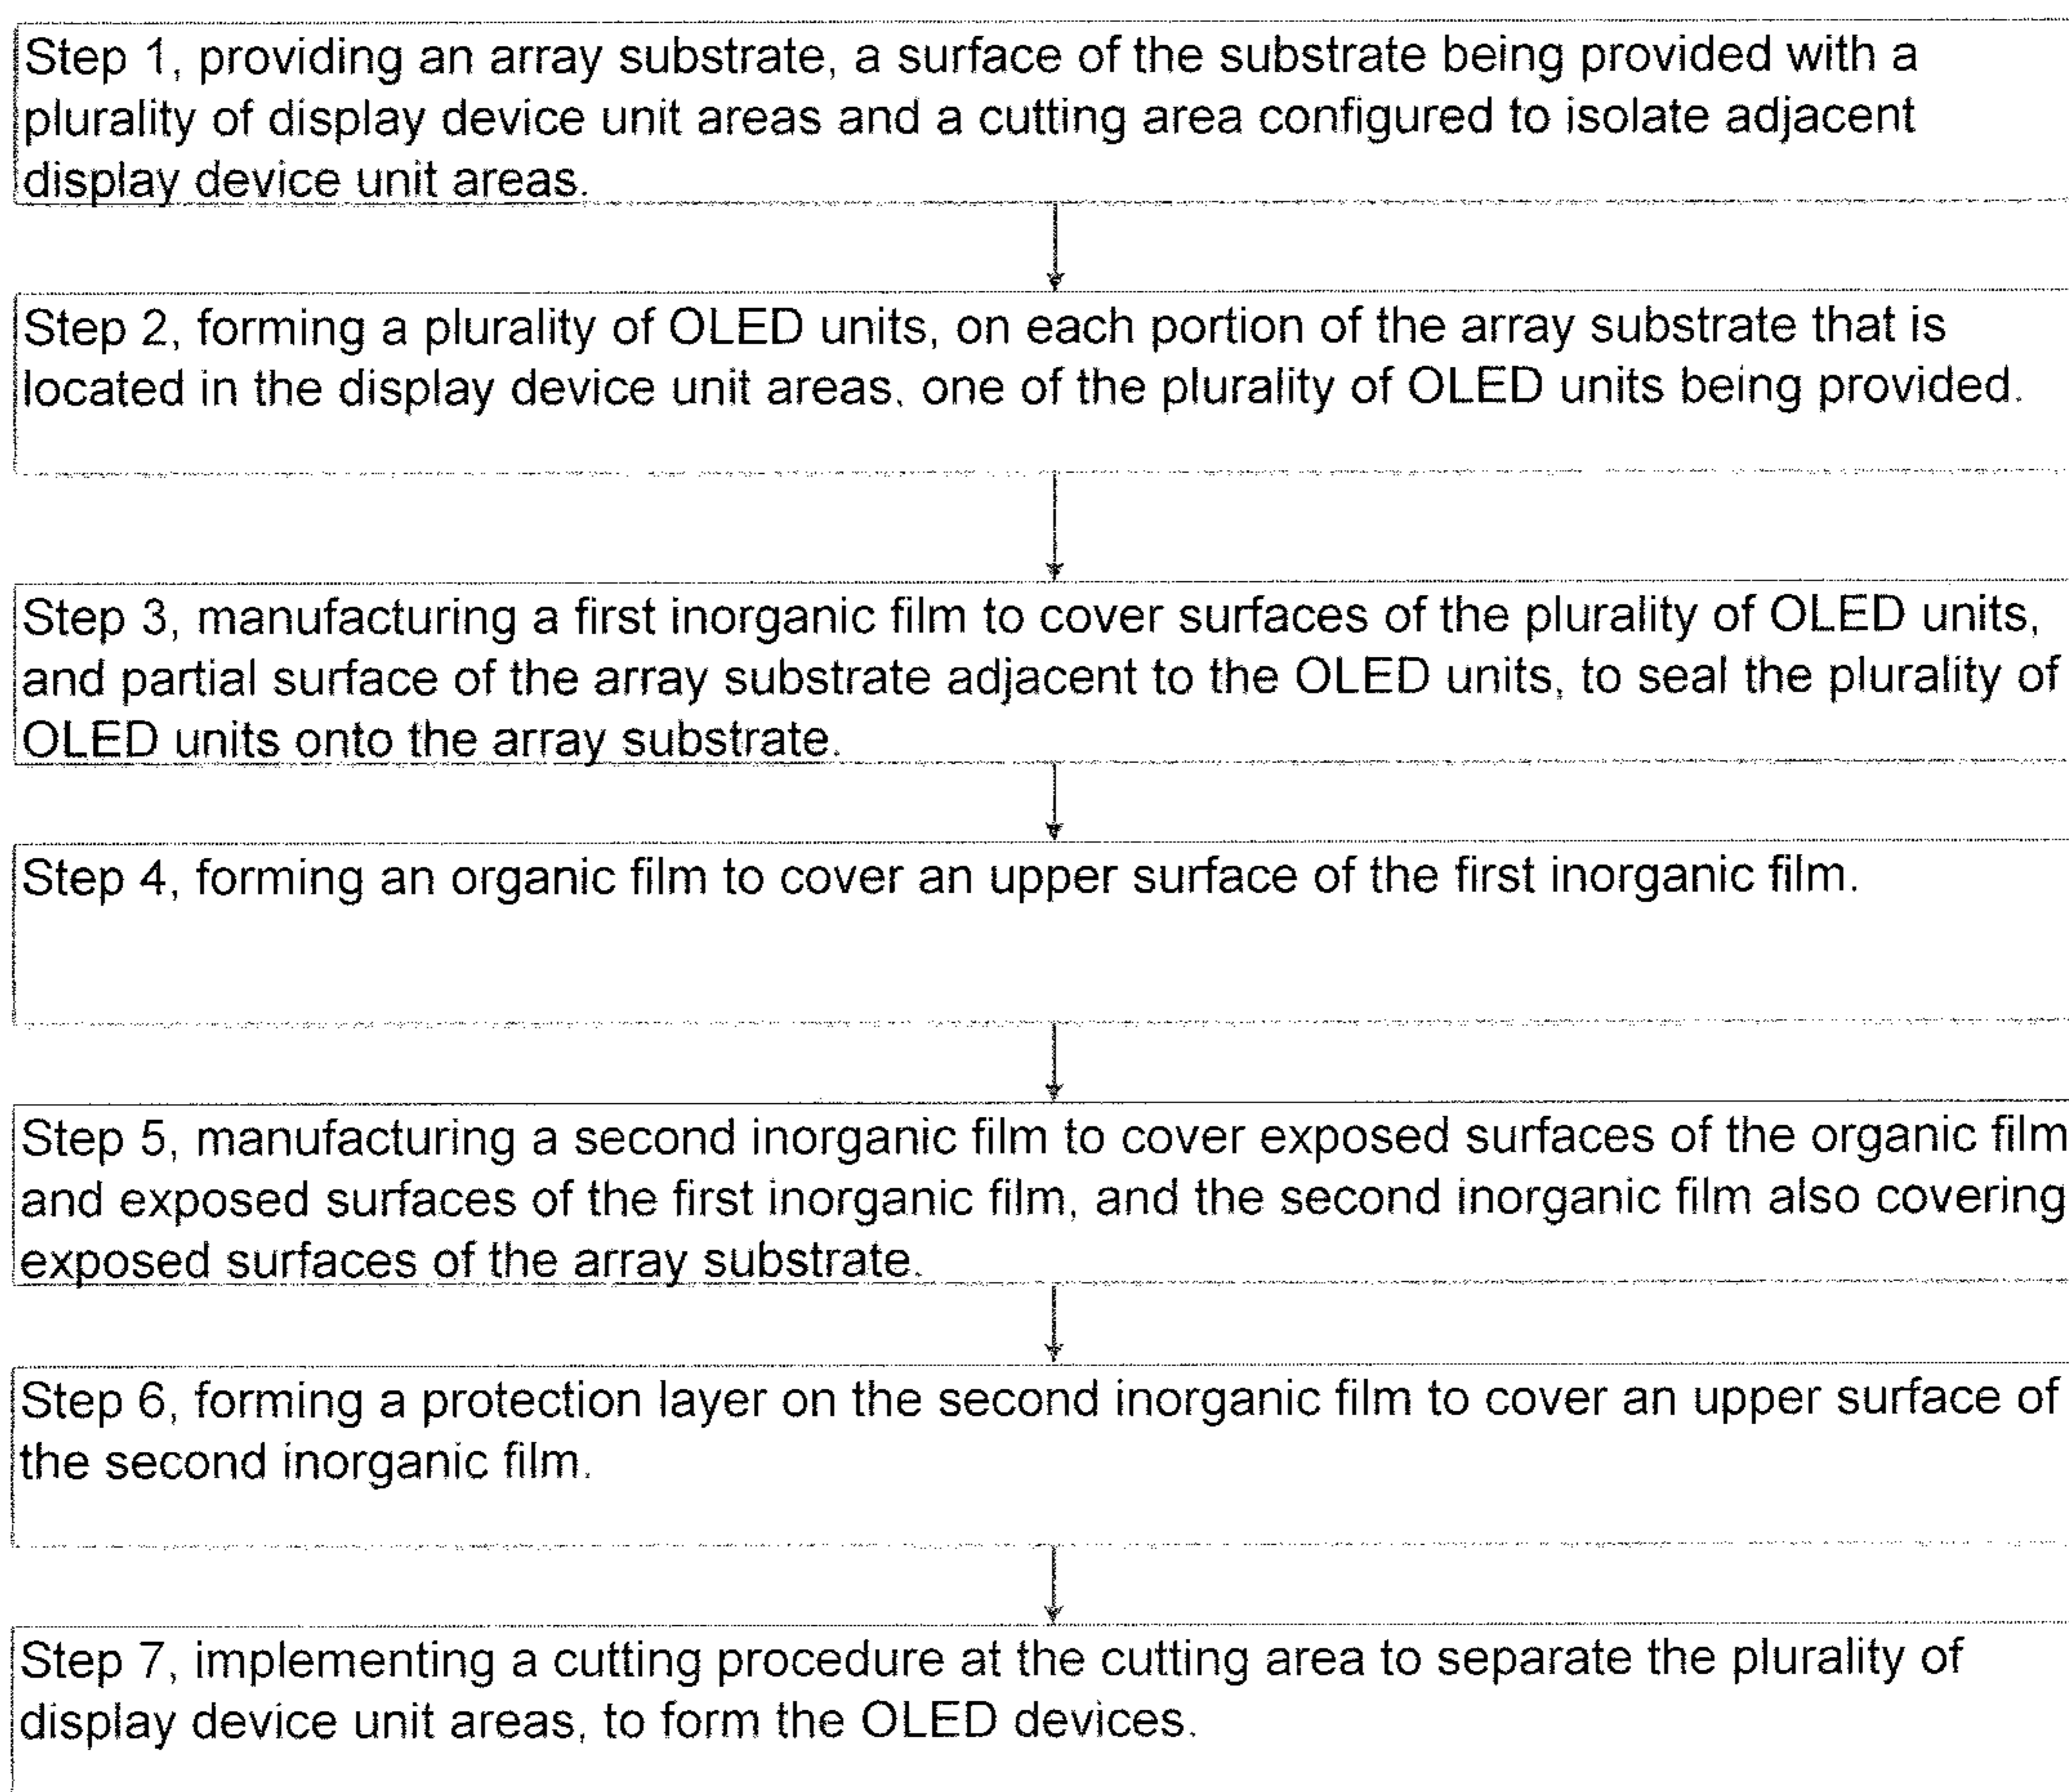 Step 1, providing an array substrate, a surface of the substrate being provided with a
plurality of display device unit areas and a cutting area configured to isolate adjacent
display device unit areas.
Step 2, forming a plurality of OLED units, on each portion of the array substrate that is
located in the display device unit areas, one of the plurality of OLED units being provided.
Step 3, manufacturing a first inorganic film to cover surfaces of the plurality of OLED units,
and partial surface of the array substrate adjacent to the OLED units, to seal the plurality of
OLED units onto the array substrate.
Step 4, forming an organic film to cover an upper surface of the first inorganic film.
Step 5, manufacturing a second inorganic film to cover exposed surfaces of the organic film
and exposed surfaces of the first inorganic film, and the second inorganic film also covering
exposed surfaces of the array substrate.
Step 6, forming a protection layer on the second inorganic film to cover an upper surface of
the second inorganic film.
Step 7, implementing a cutting procedure at the cutting area to separate the plurality of
display device unit areas, to form the OLED devices.